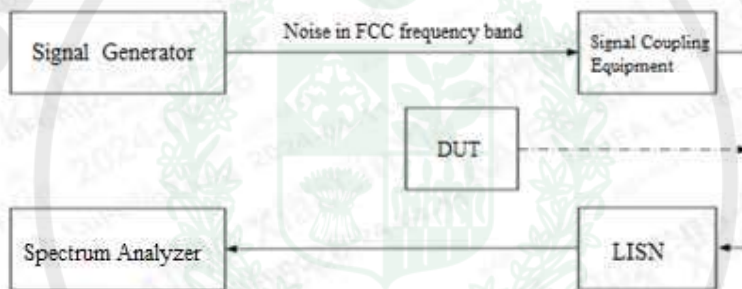 Signal Generator
Noise in FCC frequency band
Signal Coupling
Equipment
DUT
Spectrum Analyzer
LISN